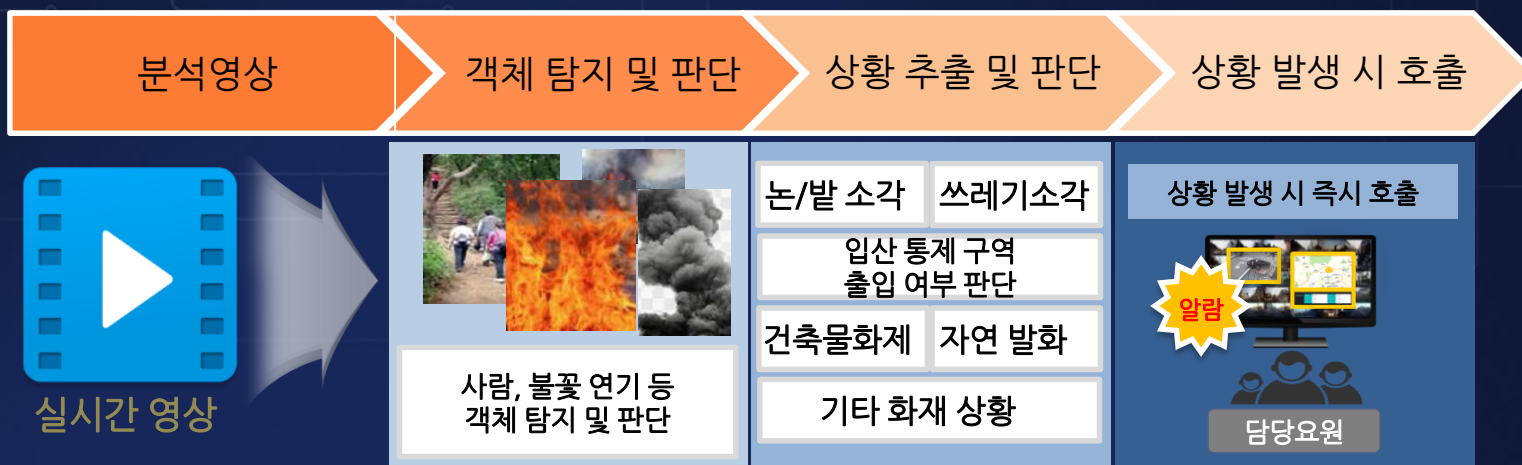 분석영상
객체 탐지 및 판단
상황 추출 및 판단
상황 발생 시 호출
실시간 영상
사람, 불꽃 연기 등
객체 탐지 및 판단
논/밭 소각
쓰레기소각
입산 통제 구역
출입 여부 판단
건축물화제
자연 발화
기타 화재 상황
상황 발생 시 즉시 호출
알람
담당요원